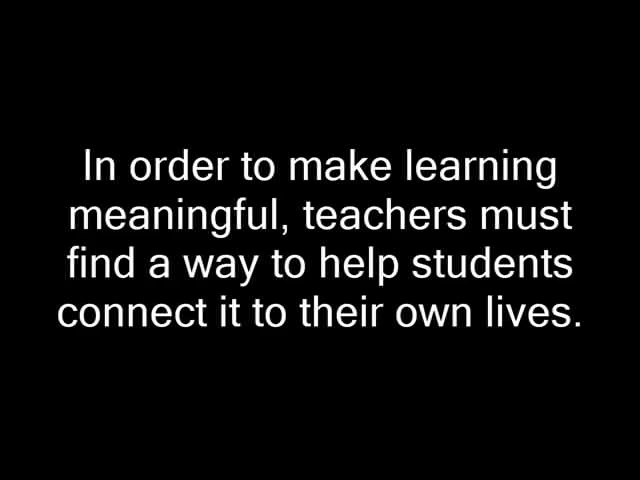 In order to make learning
meaningful, teachers must
find a way to help students
connect it to their own lives.